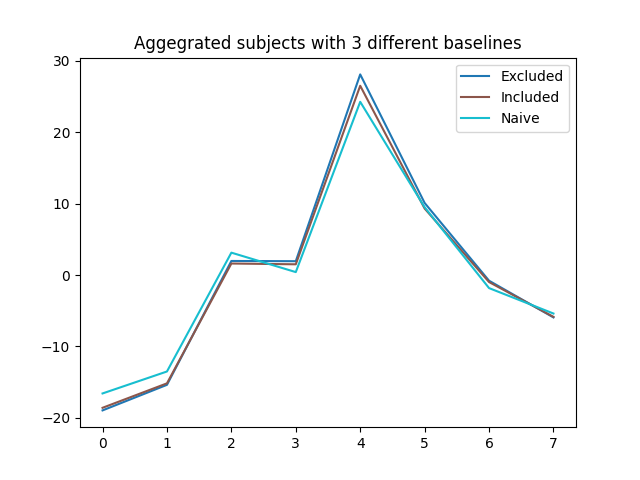 Aggegrated subjects with 3 different baselines
30
20
10
0
−10
−20
0 1 2 3 4 5 6 7
Excluded
Included
Naive